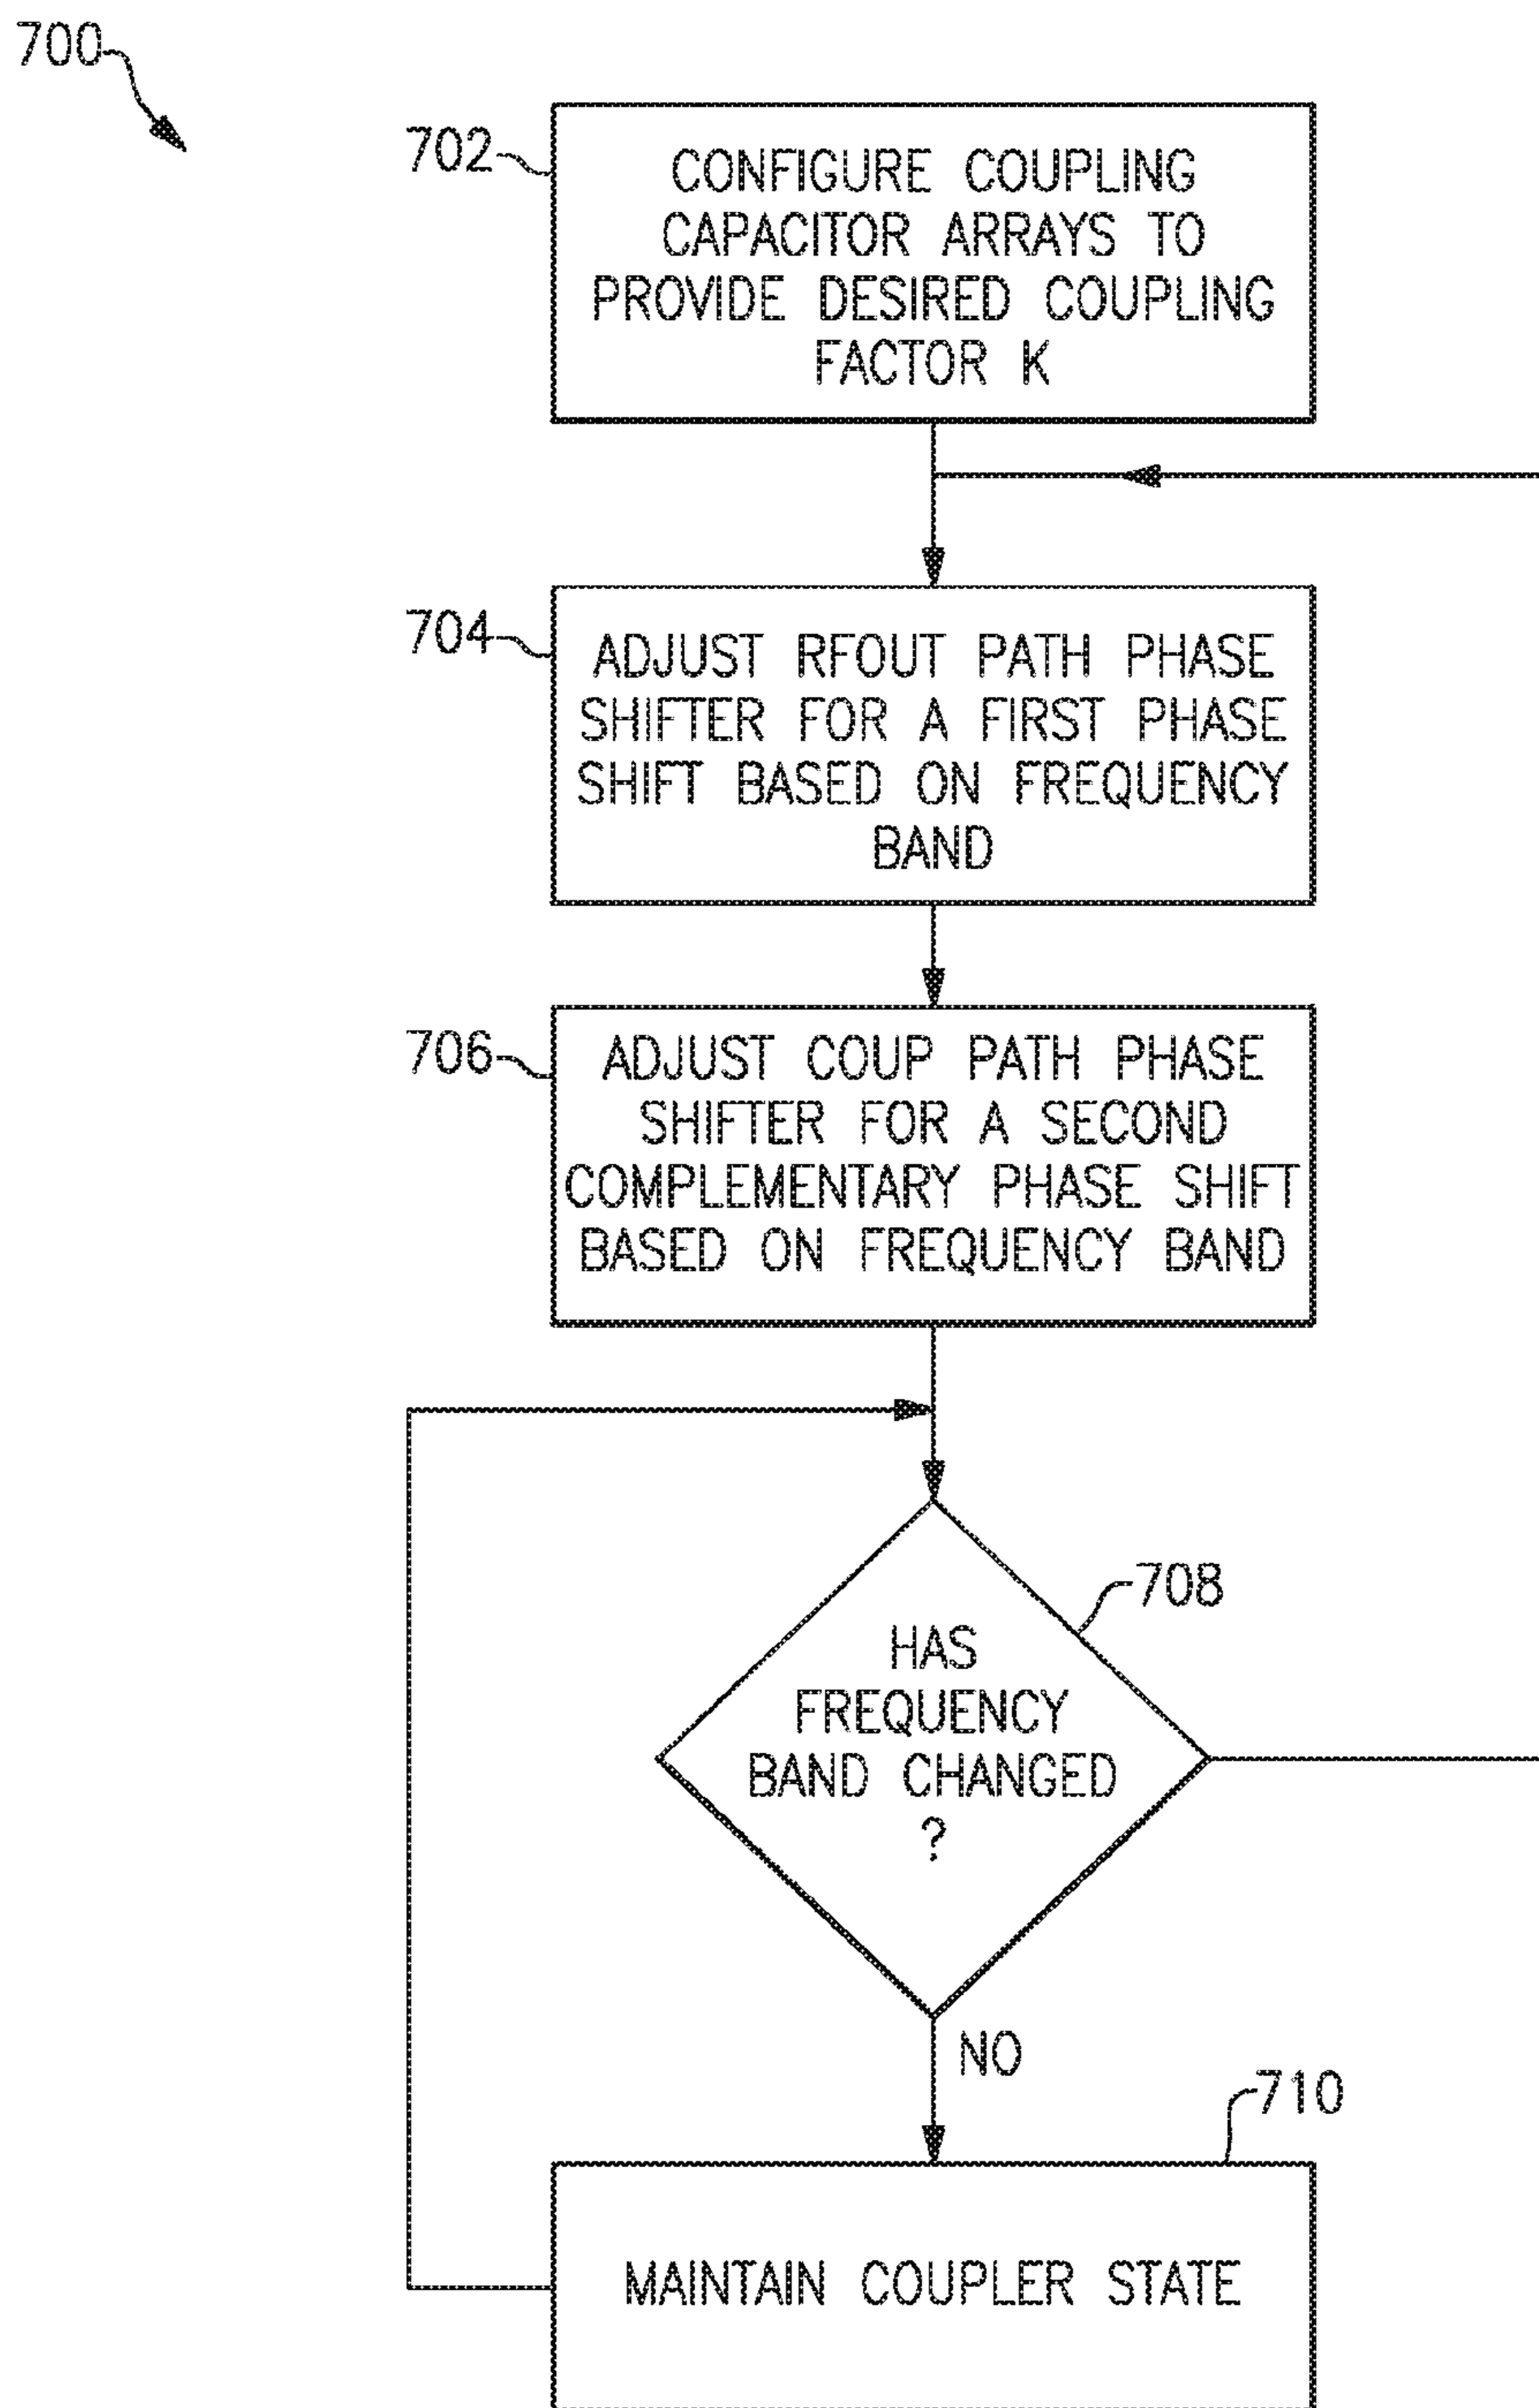 700
702
CONFIGURE COUPLING
CAPACITOR ARRAYS TO
PROVIDE DESIRED COUPLING
FACTOR K
704
ADJUST RFOUT PATH PHASE
SHIFTER FOR A FIRST PHASE
SHIFT BASED ON FREQUENCY
BAND
706
ADJUST COUP PATH PHASE
SHIFTER FOR A SECOND
COMPLEMENTARY PHASE SHIFT
BASED ON FREQUENCY BAND
708
HAS
FREQUENCY
BAND CHANGED
?
NO
710
MAINTAIN COUPLER STATE